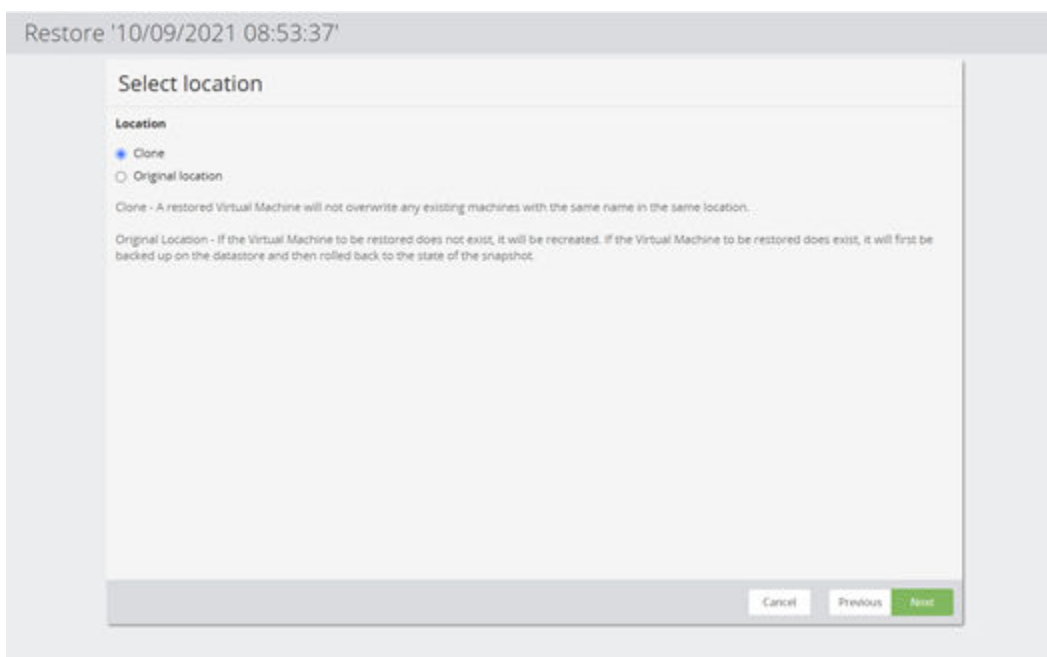 Restore '10/09/2021 08:53:37'
Select location
Location
Clone
Original location
Clone - A restored Virtual Machine will not overwrite any existing machines with the same name in the same location.
Original Location - If the Virtual Machine to be restored does not exist, it will be recreated. If the Virtual Machine to be restored does exist, it will first be
backed up on the datastore and then rolled back to the state of the snapshot.
Cancel Previous Next